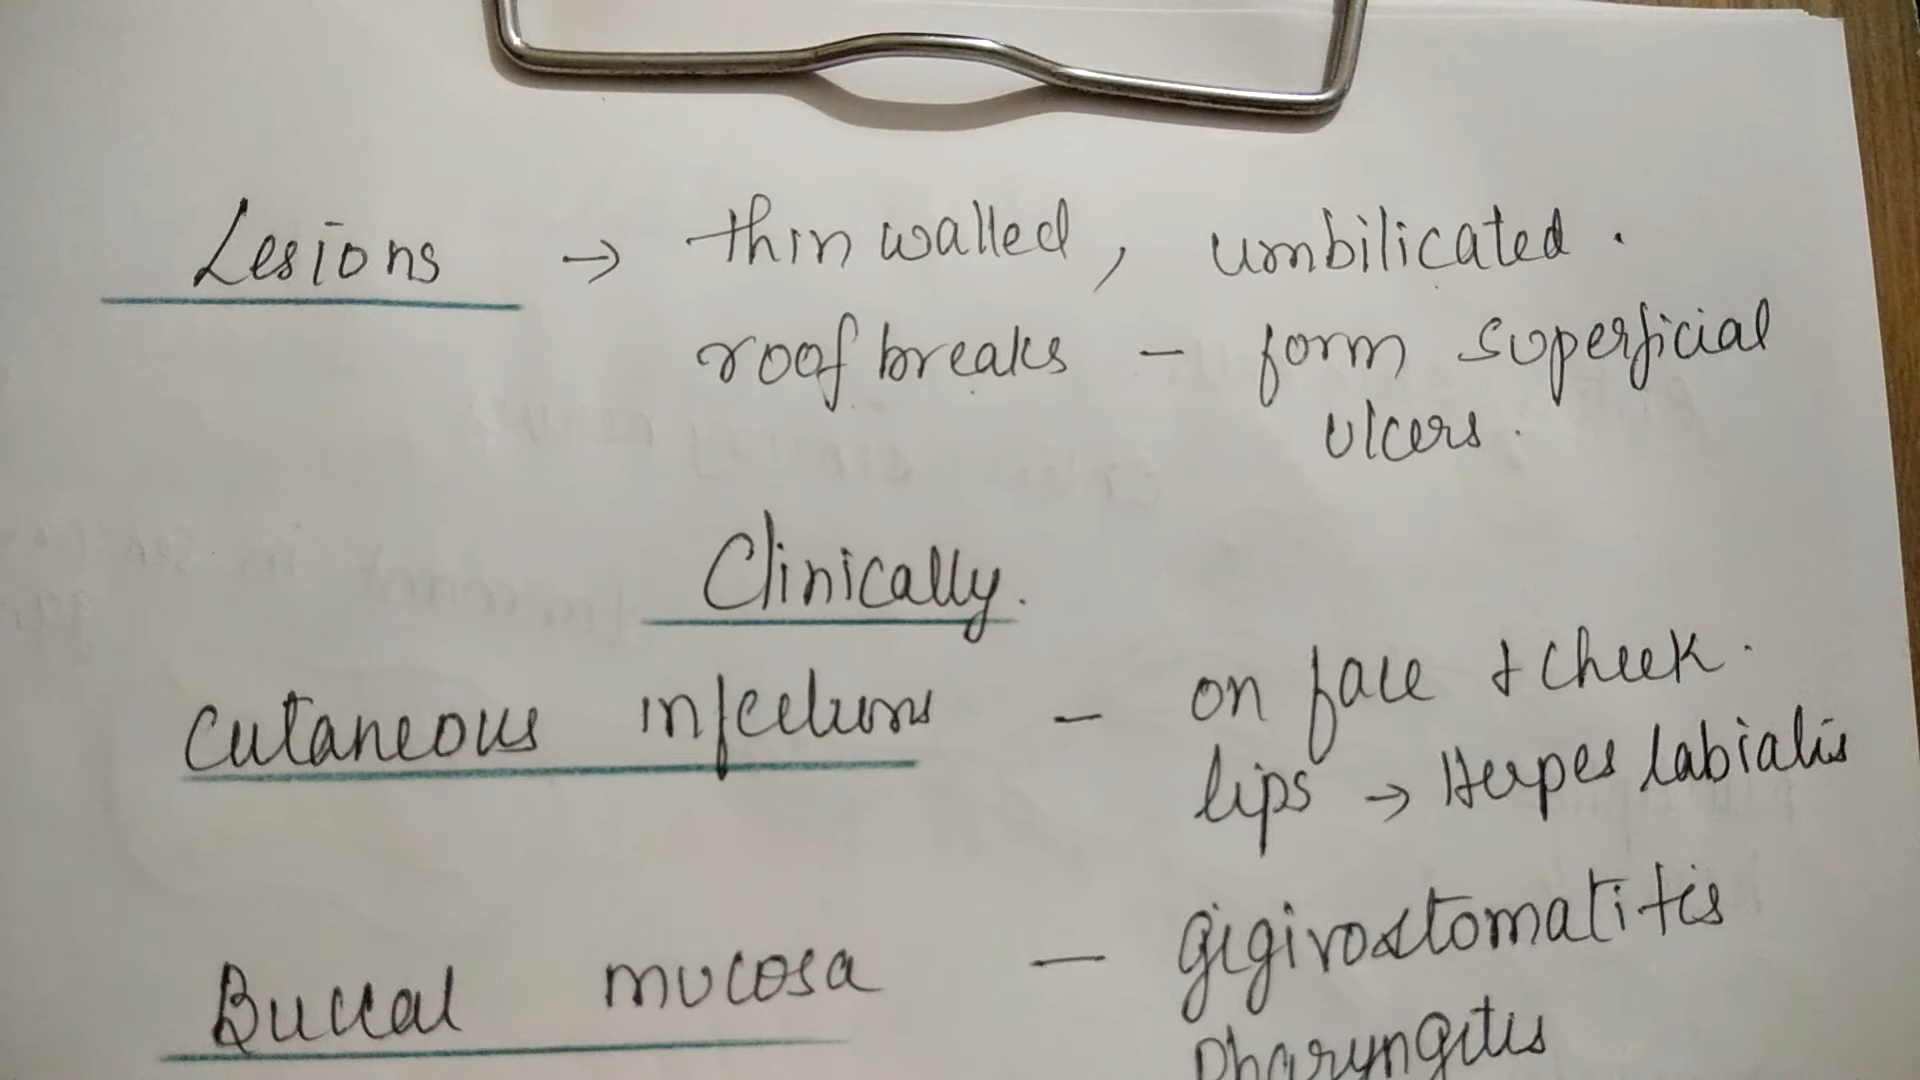 Lesions → thin walled, umbilicated.
roof breaks - form superficial
ulcers.
Clinically.
Cutaneous infections - on face & cheek.
lips → Herpes labialis
Buccal mucosa - gigivostomatitis
pharyngitis